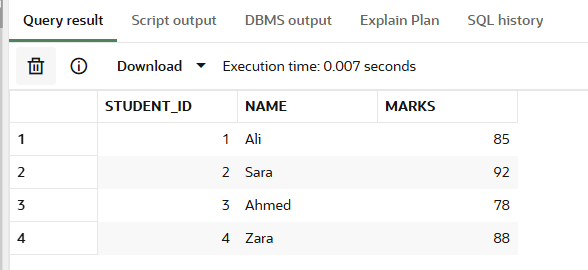 Query result Script output DBMS output Explain Plan SQL history
Download Execution time: 0.007 seconds
STUDENT_ID NAME MARKS
1 1 Ali 85
2 2 Sara 92
3 3 Ahmed 78
4 4 Zara 88